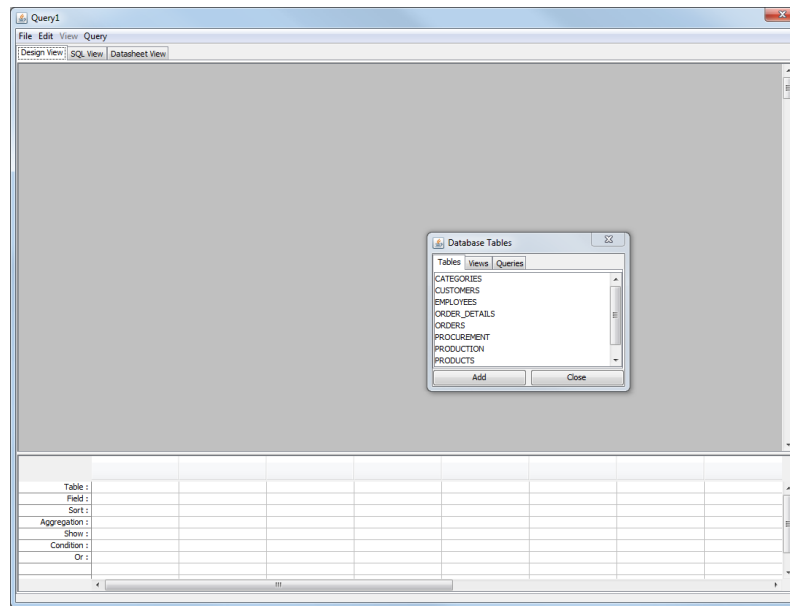 Query1
File Edit View Query
Design View SQL View Datasheet View
Database Tables
Tables Views Queries
CATEGORIES
CUSTOMERS
EMPLOYEES
ORDER_DETAILS
ORDERS
PROCUREMENT
PRODUCTION
PRODUCTS
Add Close
Table :
Field :
Sort :
Aggregation :
Show :
Condition :
Or :